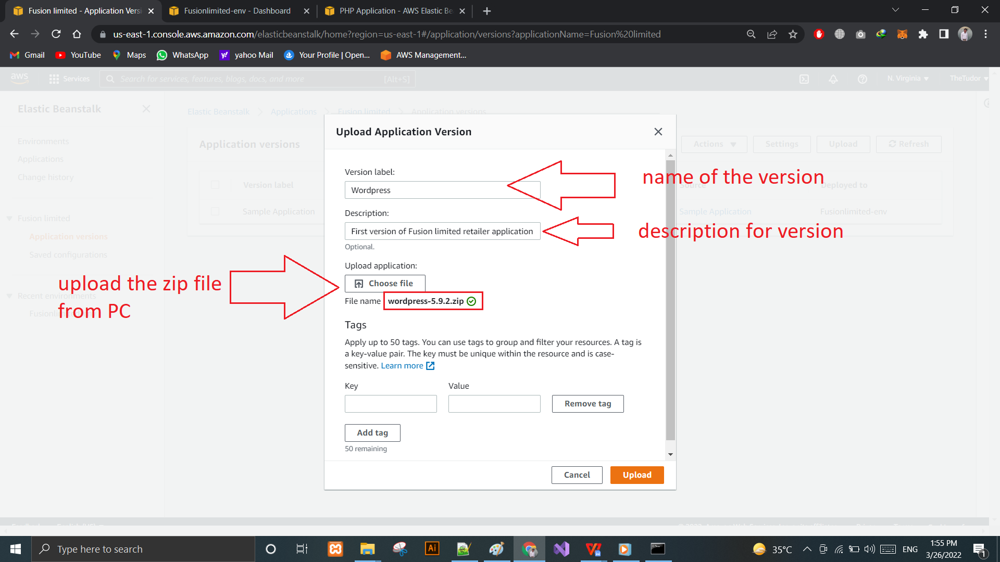 Fusion limited - Application Versi
Fusionlimited-env - Dashboard
PHP Application - AWS Elastic Be
us-east-1.console.aws.amazon.com/elasticbeanstalk/home?region=us-east-1#/application/versions?applicationName=Fusion%20limited
Gmail
YouTube
Maps
WhatsApp
yahoo Mail
Your Profile | Open...
AWS Management...
aws
Services
Search for services, features, blogs, docs, and more
[Alt+S]
N. Virginia
TheTudor
Elastic Beanstalk
Environments
Applications
Change history
Fusion limited
Application versions
Saved configurations
Recent environments
Elastic Beanstalk
Applications
Fusion limited
Application versions
Application versions
Actions
Settings
Upload
Refresh
Version label
Source
Deployed to
Sample Application
Sample Application
Fusionlimited-env
Upload Application Version
Version label:
Wordpress
name of the version
Description:
First version of Fusion limited retailer application
description for version
Optional.
Upload application:
Choose file
upload the zip file
from PC
File name wordpress-5.9.2.zip
Tags
Apply up to 50 tags. You can use tags to group and filter your resources. A tag is
a key-value pair. The key must be unique within the resource and is case-
sensitive. Learn more
Key
Value
Remove tag
Add tag
50 remaining
Cancel
Upload
Type here to search
Ai
35°C
ENG
1:55 PM
3/26/2022
1